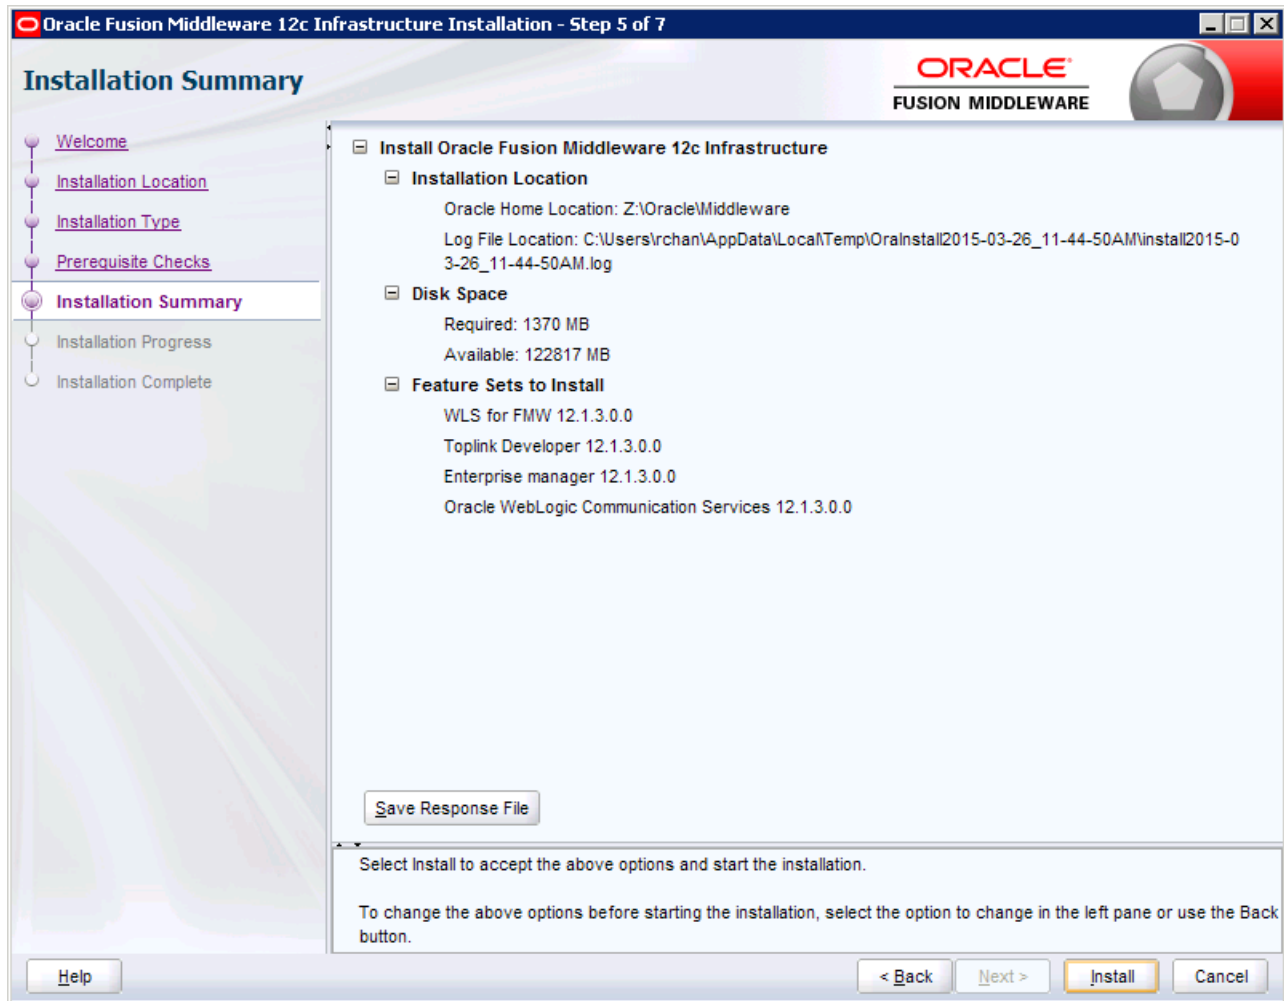 Oracle Fusion Middleware 12c Infrastructure Installation - Step 5 of 7
Installation Summary
ORACLE
FUSION MIDDLEWARE
Welcome
Installation Location
Installation Type
Prerequisite Checks
Installation Summary
Installation Progress
Installation Complete
Install Oracle Fusion Middleware 12c Infrastructure
Installation Location
Oracle Home Location: Z:\Oracle\Middleware
Log File Location: C:\Users\rchan\AppData\Local\Temp\OraInstall2015-03-26_11-44-50AM\install2015-0
3-26_11-44-50AM.log
Disk Space
Required: 1370 MB
Available: 122817 MB
Feature Sets to Install
WLS for FMW 12.1.3.0.0
Toplink Developer 12.1.3.0.0
Enterprise manager 12.1.3.0.0
Oracle WebLogic Communication Services 12.1.3.0.0
Save Response File
Select Install to accept the above options and start the installation.
To change the above options before starting the installation, select the option to change in the left pane or use the Back
button.
Help
< Back
Next >
Install
Cancel